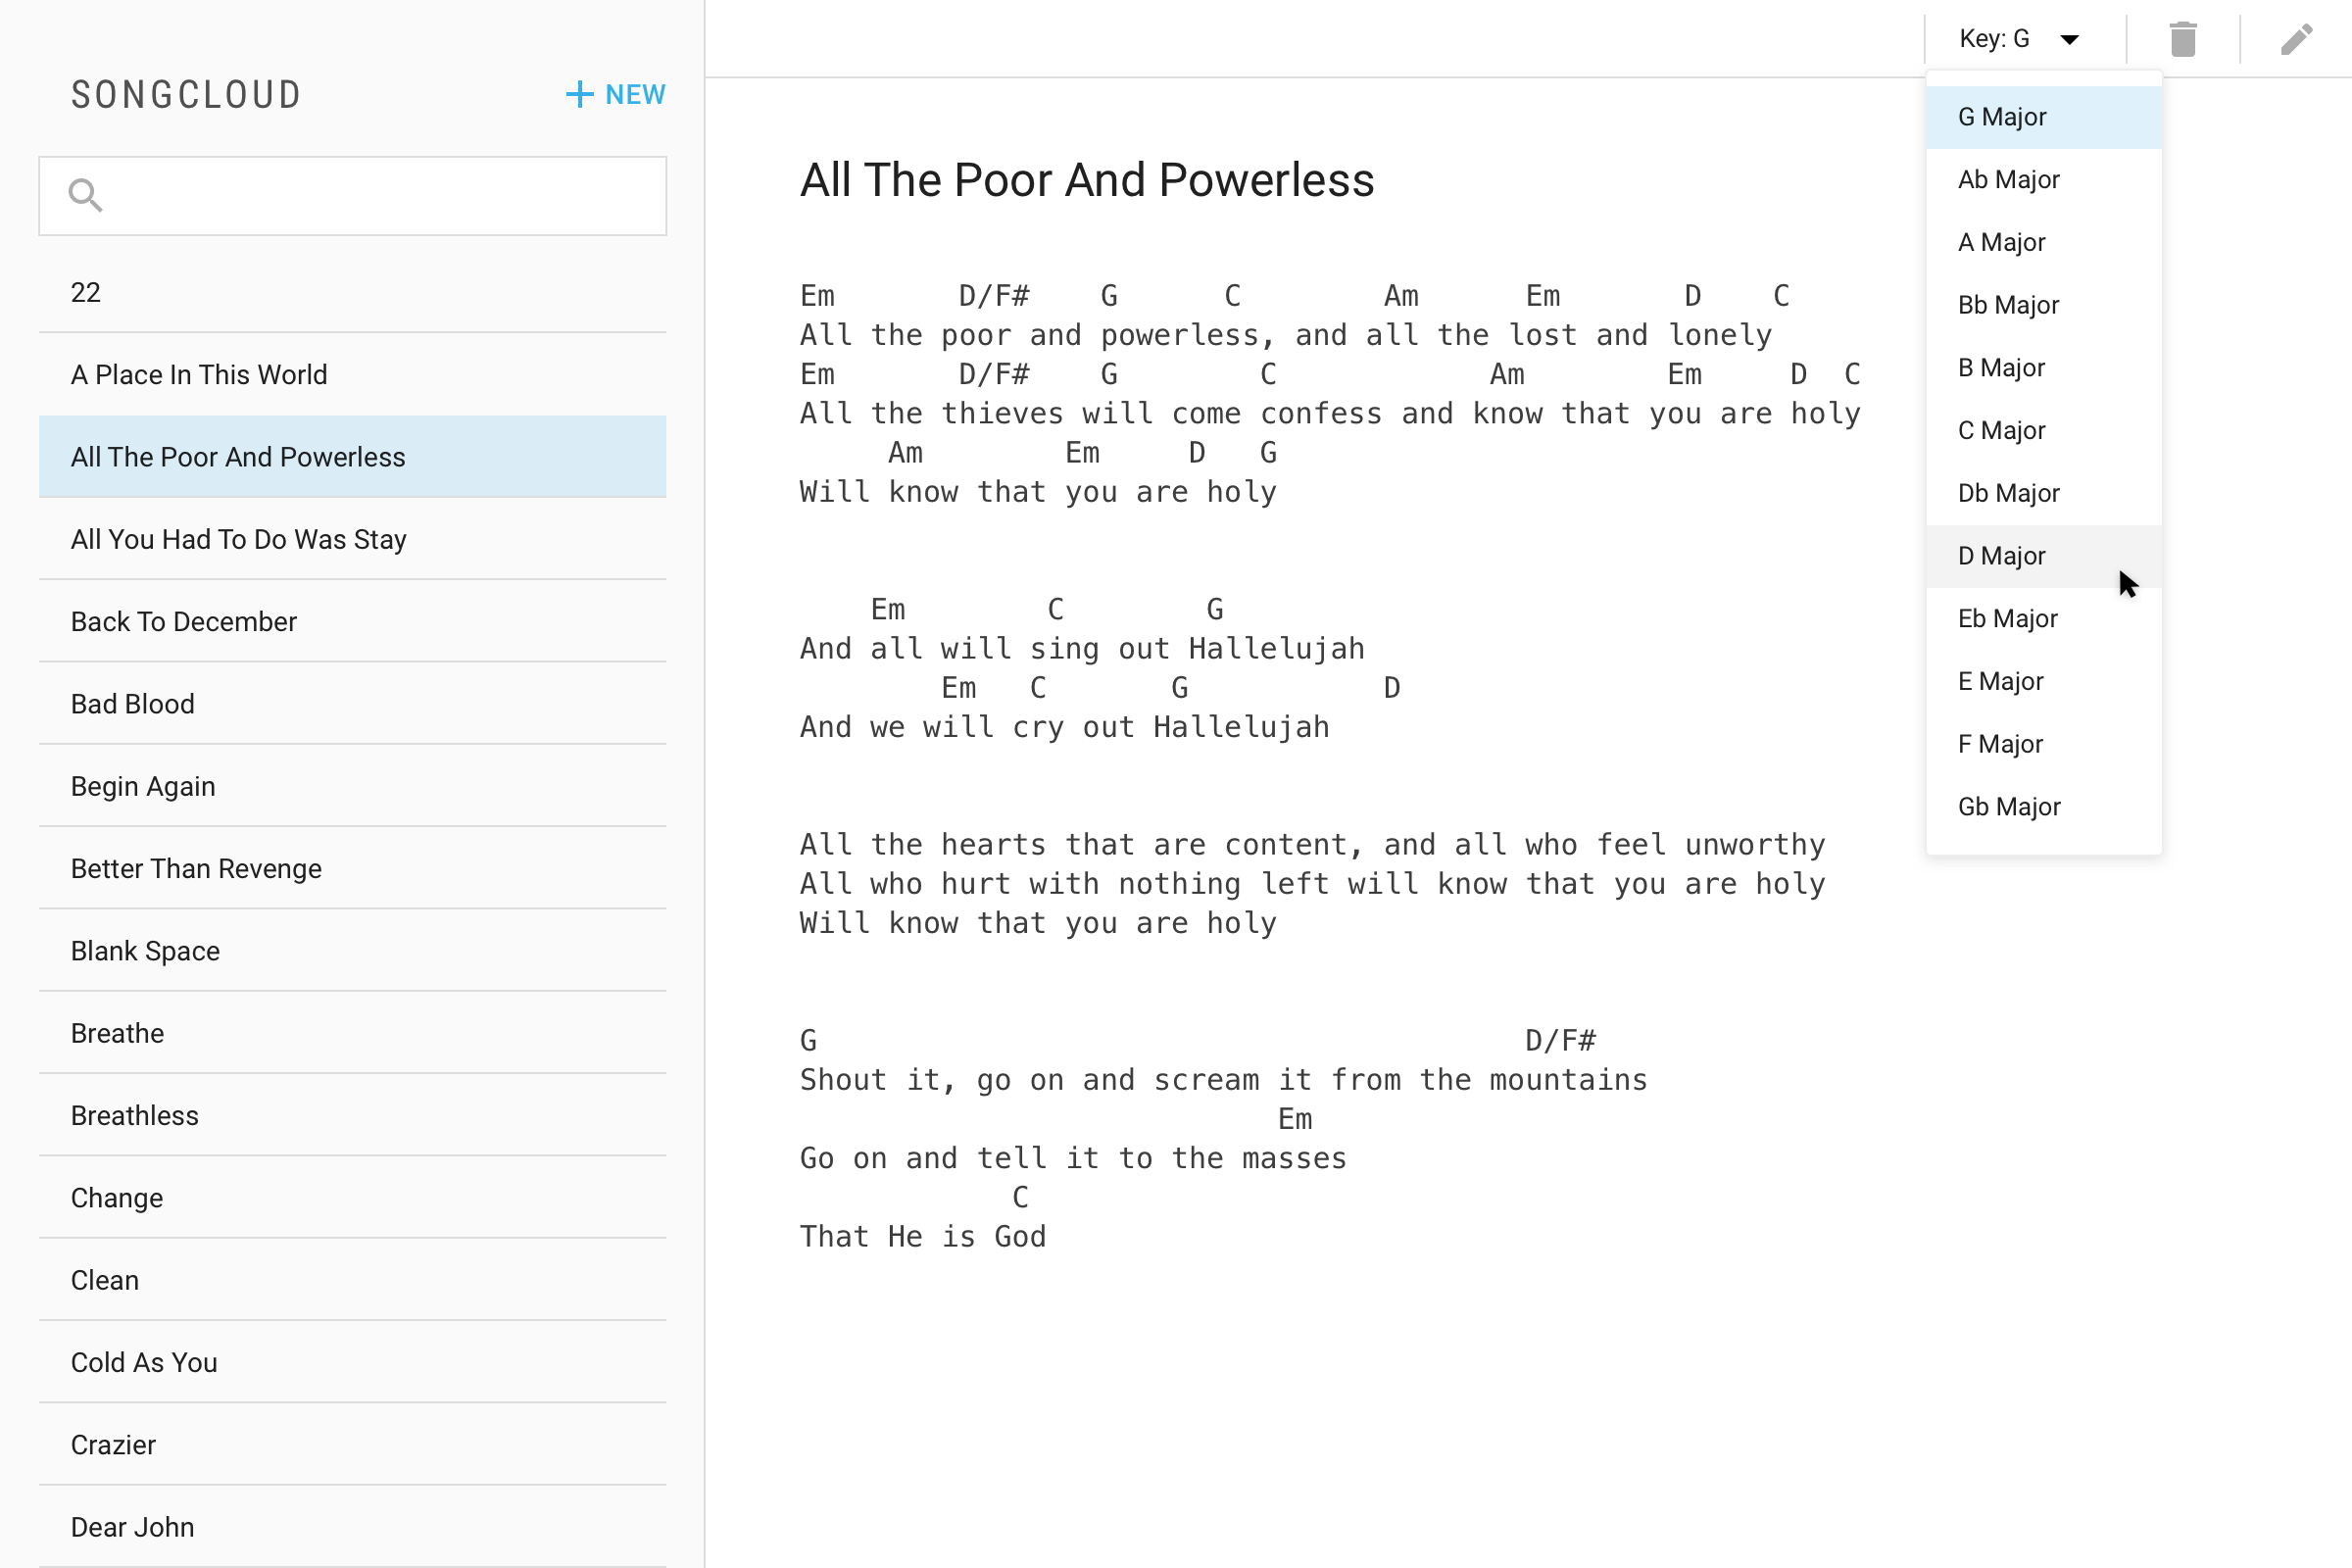 SONGCLOUD
NEW
22
A Place In This World
All The Poor And Powerless
All You Had To Do Was Stay
Back To December
Bad Blood
Begin Again
Better Than Revenge
Blank Space
Breathe
Breathless
Change
Clean
Cold As You
Crazier
Dear John
Key: G
G Major
Ab Major
A Major
Bb Major
B Major
C Major
Db Major
D Major
Eb Major
E Major
F Major
Gb Major
All The Poor And Powerless
Em       D/F#    G      C        Am      Em       D    C
All the poor and powerless, and all the lost and lonely
Em       D/F#    G        C            Am        Em     D  C
All the thieves will come confess and know that you are holy
     Am        Em     D   G
Will know that you are holy
    Em        C        G
And all will sing out Hallelujah
        Em   C       G           D
And we will cry out Hallelujah
All the hearts that are content, and all who feel unworthy
All who hurt with nothing left will know that you are holy
Will know that you are holy
G                                        D/F#
Shout it, go on and scream it from the mountains
                           Em
Go on and tell it to the masses
            C
That He is God